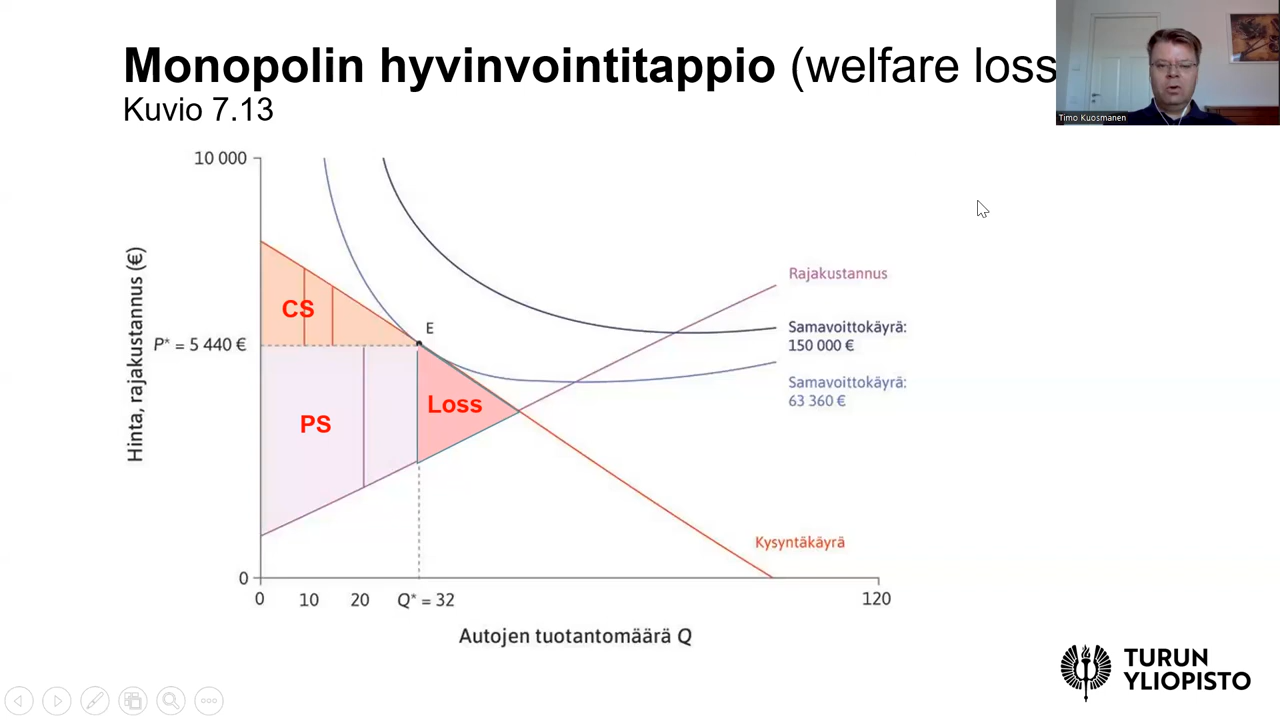 Monopolin hyvinvointitappio (welfare loss
Kuvio 7.13
Timo Kuosmanen
10 000
Hinta, rajakustannus (€)
CS
E
P* = 5 440 €
PS
Loss
Rajakustannus
Samavoittokäyrä:
150 000 €
Samavoittokäyrä:
63 360 €
Kysyntäkäyrä
0
0
10
20
Q* = 32
120
Autojen tuotantomäärä Q
TURUN
YLIOPISTO